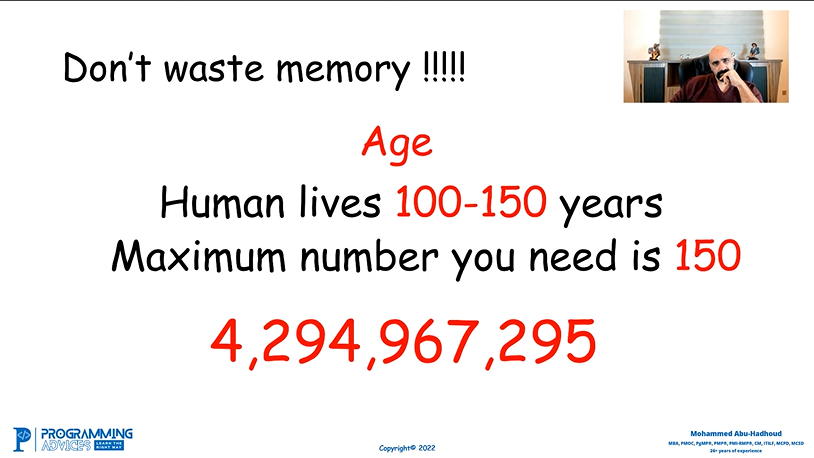 Don't waste memory !!!!!
Age
Human lives 100-150 years
Maximum number you need is 150
4,294,967,295
PROGRAMMING
ADVICES LEARN THE RIGHT WAY
Copyright© 2022
Mohammed Abu-Hadhoud
MBA, PMOC, PgMP®, PMP®, PMI-RMP®, CM, ITILF, MCPD, MCSD
26+ years of experience